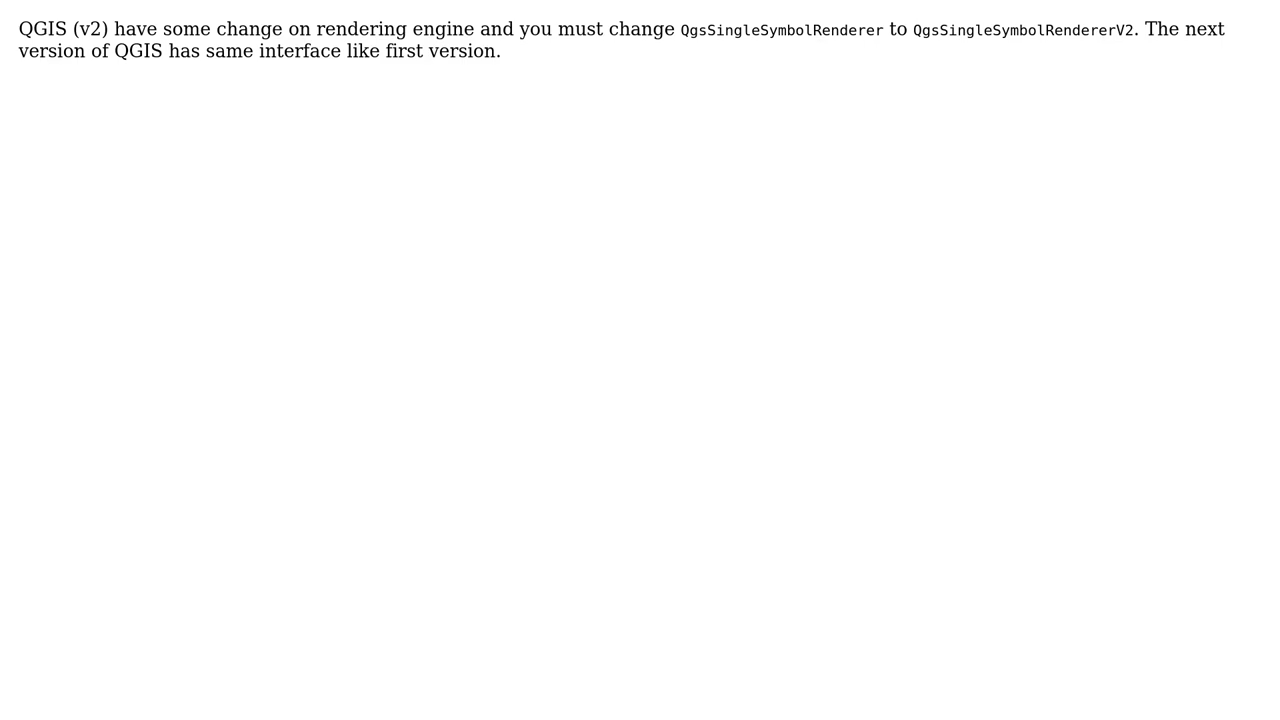 QGIS (v2) have some change on rendering engine and you must change QgsSingleSymbolRenderer to QgsSingleSymbolRendererV2. The next
version of QGIS has same interface like first version.